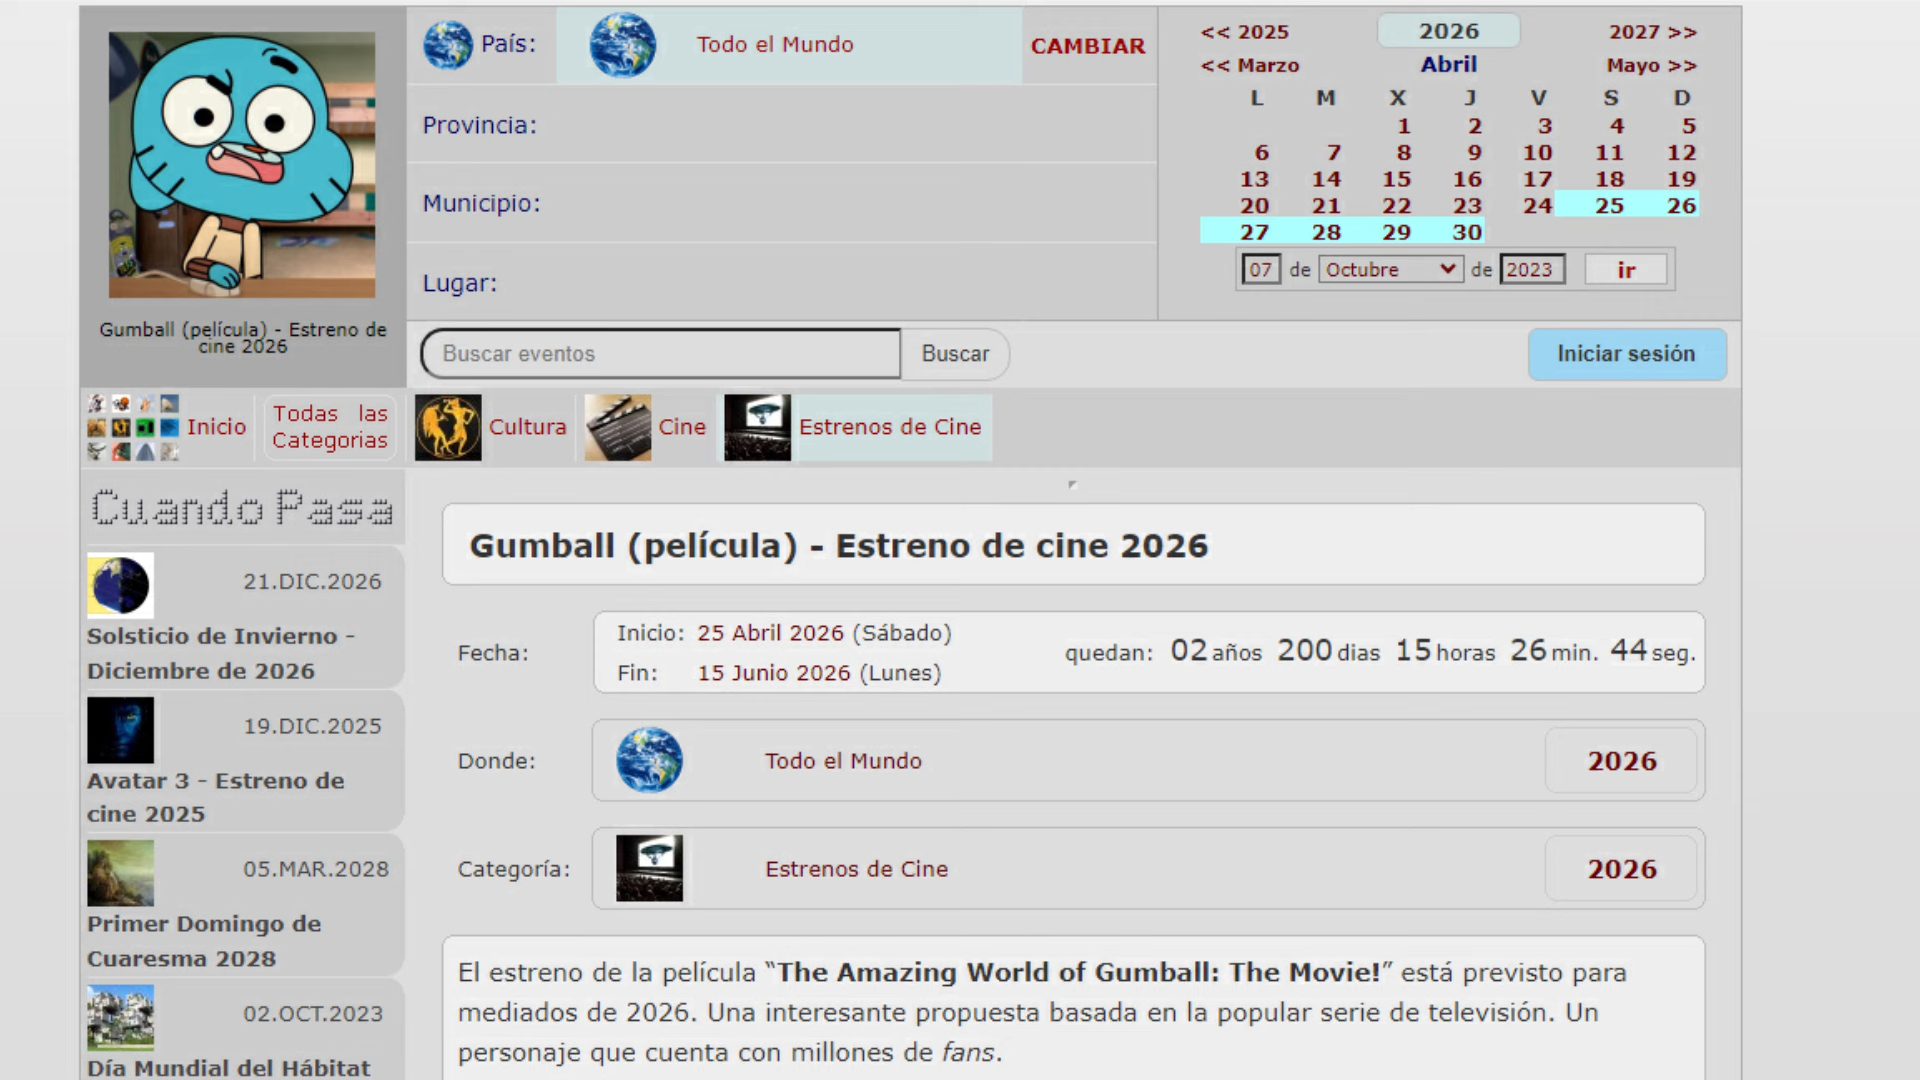 País: Todo el Mundo CAMBIAR
Provincia:
Municipio:
Lugar:
<< 2025 2026 2027 >>
<< Marzo Abril Mayo >>
L M X J V S D
1 2 3 4 5
6 7 8 9 10 11 12
13 14 15 16 17 18 19
20 21 22 23 24 25 26
27 28 29 30
07 de Octubre de 2023 ir
Gumball (película) - Estreno de
cine 2026
Buscar eventos Buscar Iniciar sesión
Inicio
Todas las
Categorias
Cultura
Cine
Estrenos de Cine
Cuando Pasa
21.DIC.2026
Solsticio de Invierno -
Diciembre de 2026
19.DIC.2025
Avatar 3 - Estreno de
cine 2025
05.MAR.2028
Primer Domingo de
Cuaresma 2028
02.OCT.2023
Día Mundial del Hábitat
Gumball (película) - Estreno de cine 2026
Fecha:
Inicio: 25 Abril 2026 (Sábado)
Fin: 15 Junio 2026 (Lunes)
quedan: 02 años 200 dias 15 horas 26 min. 44 seg.
Donde: Todo el Mundo 2026
Categoría: Estrenos de Cine 2026
El estreno de la película “The Amazing World of Gumball: The Movie!” está previsto para
mediados de 2026. Una interesante propuesta basada en la popular serie de televisión. Un
personaje que cuenta con millones de fans.